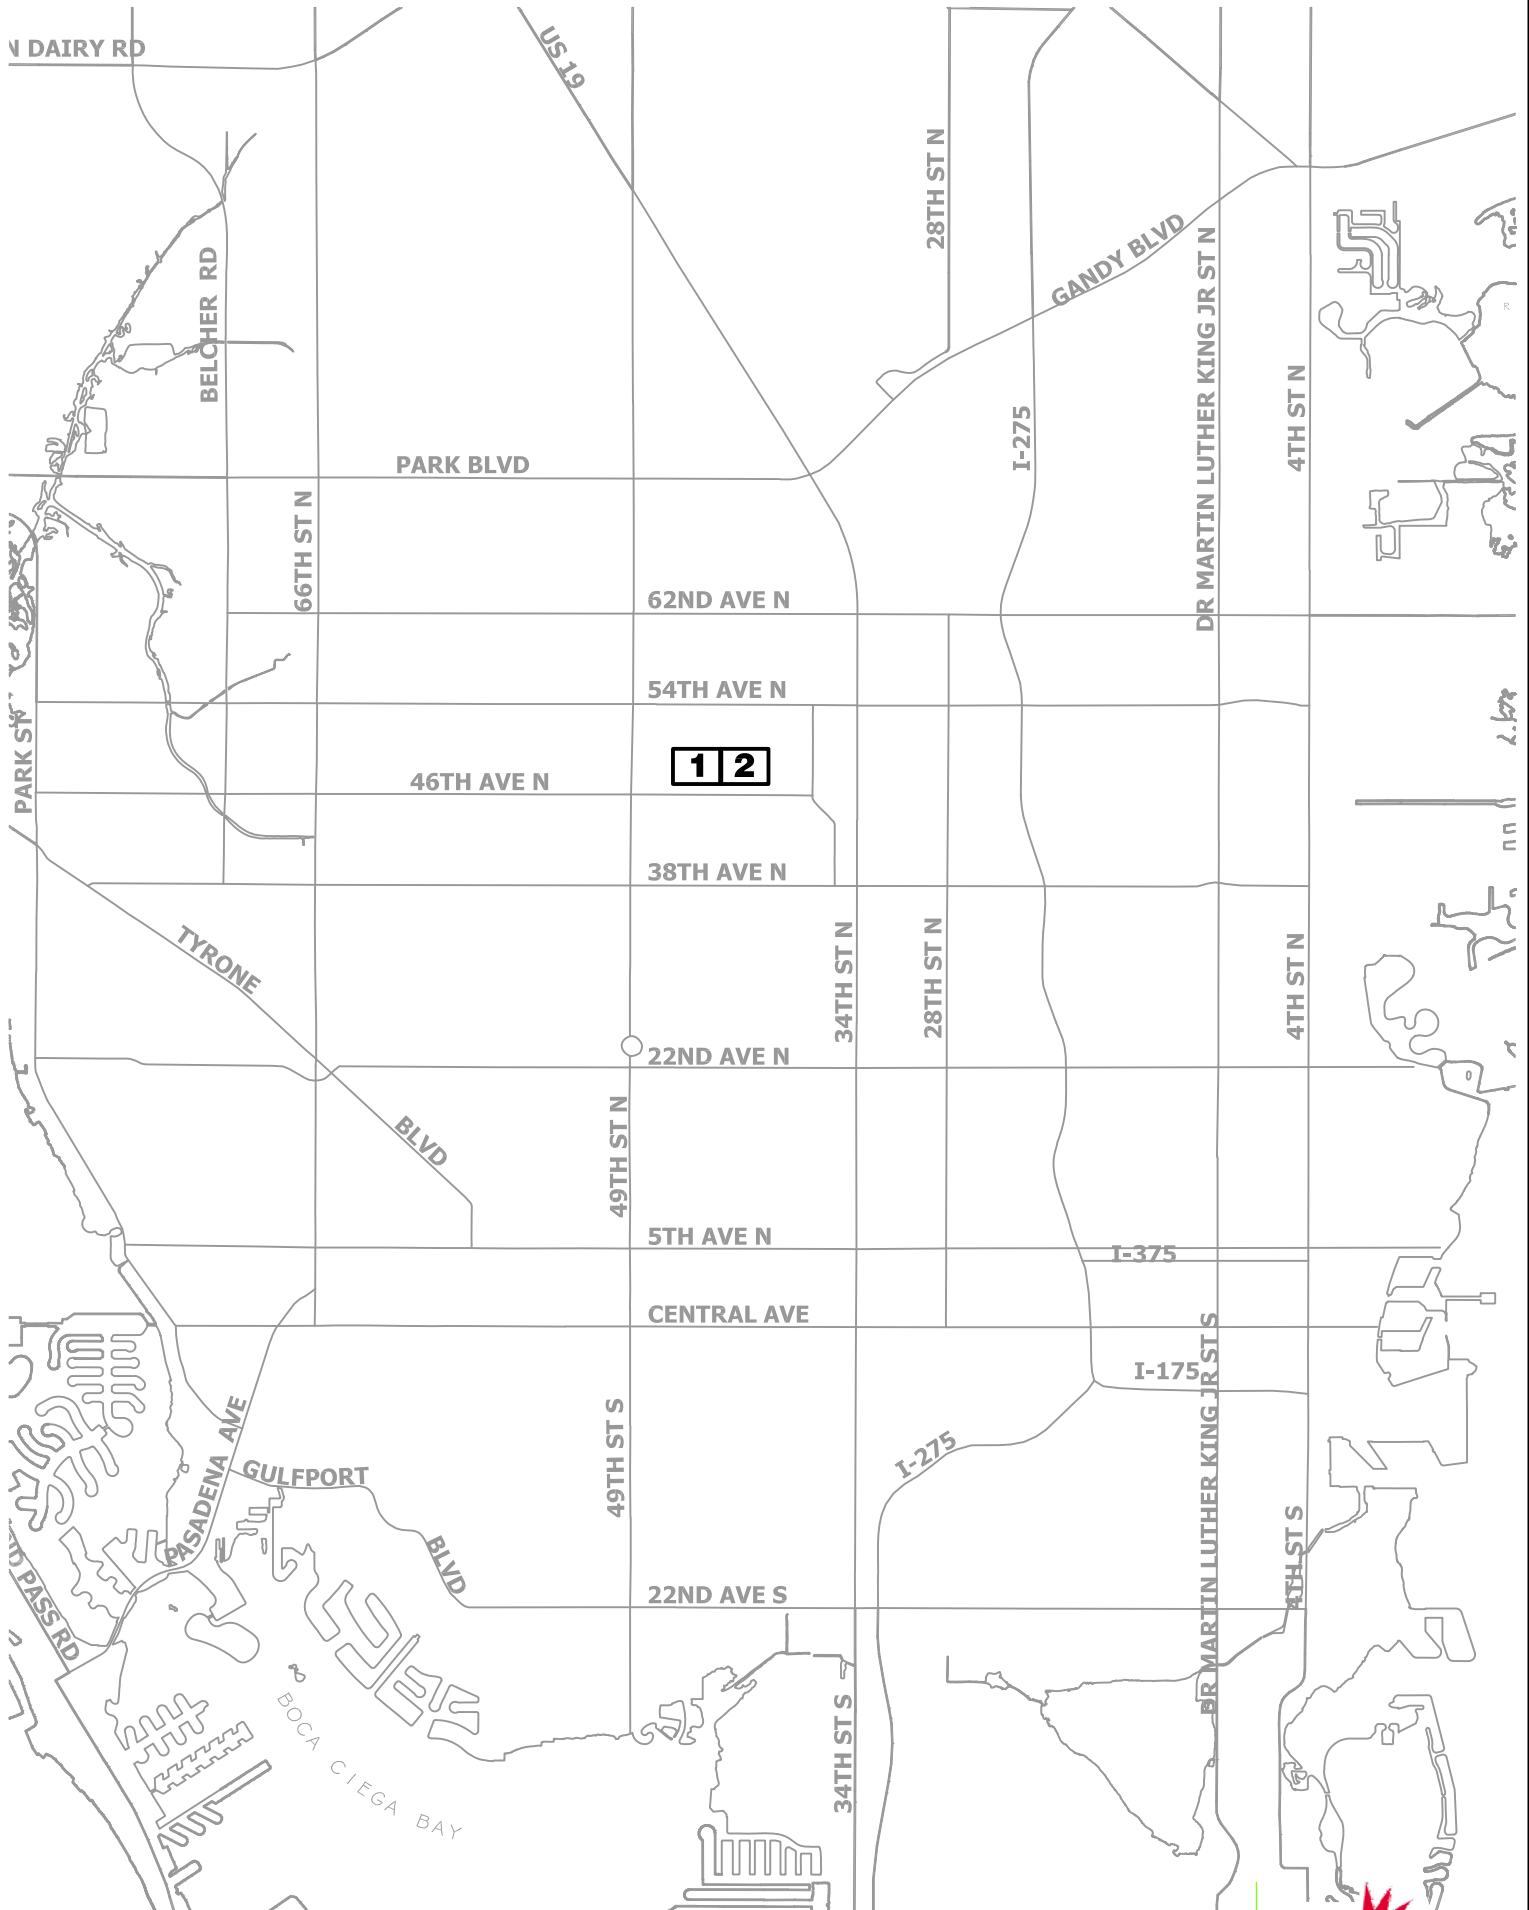 N DAIRY RD
US 19
28TH ST N
GANDY BLVD
BELCHER RD
DR MARTIN LUTHER KING JR ST N
4TH ST N
I-275
PARK BLVD
66TH ST N
62ND AVE N
54TH AVE N
PARK ST
1 2
46TH AVE N
38TH AVE N
TYRONE
34TH ST N
28TH ST N
4TH ST N
22ND AVE N
49TH ST N
BLVD
5TH AVE N
I-375
CENTRAL AVE
I-175
DR MARTIN LUTHER KING JR ST S
PASADENA AVE
49TH ST S
I-275
GULFPORT
4TH ST S
BLVD
PASS RD
22ND AVE S
34TH ST S
BOCA CIEGA BAY